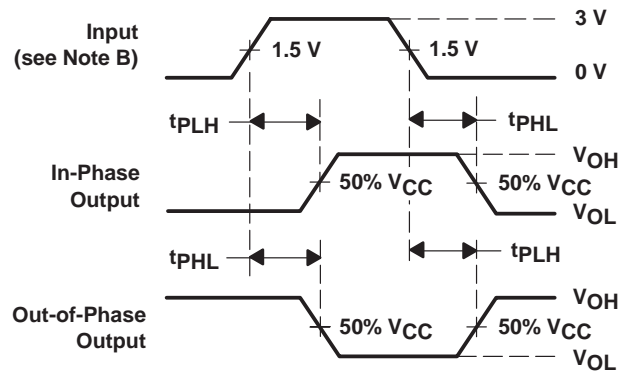 Input
(see Note B)
1.5 V
1.5 V
3 V
0 V
tPLH
tPHL
In-Phase
Output
50% VCC
50% VCC
VOH
VOL
tPHL
tPLH
Out-of-Phase
Output
50% VCC
50% VCC
VOH
VOL